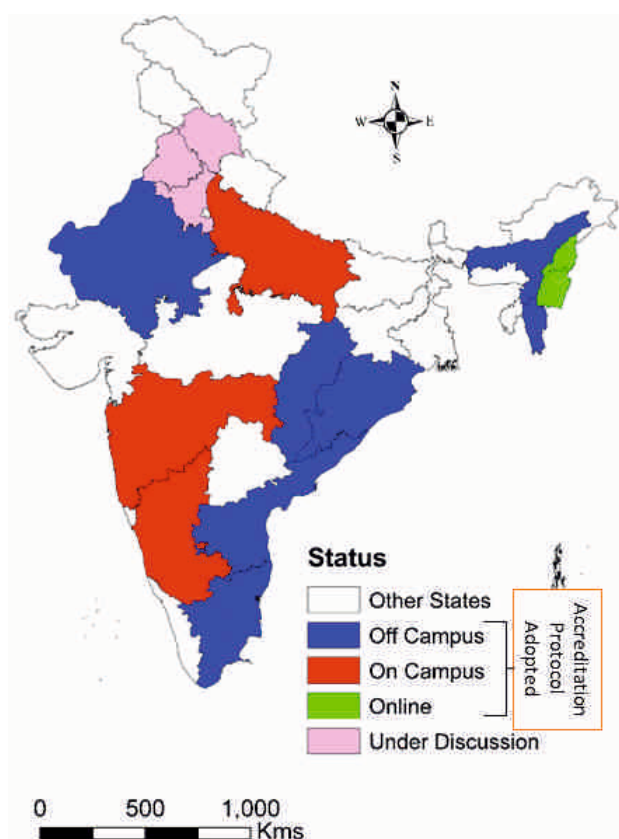 N
W E
S
Status
Other States
Off Campus
On Campus
Online
Under Discussion
Accreditation
Protocol
Adopted
0 500 1,000
Kms